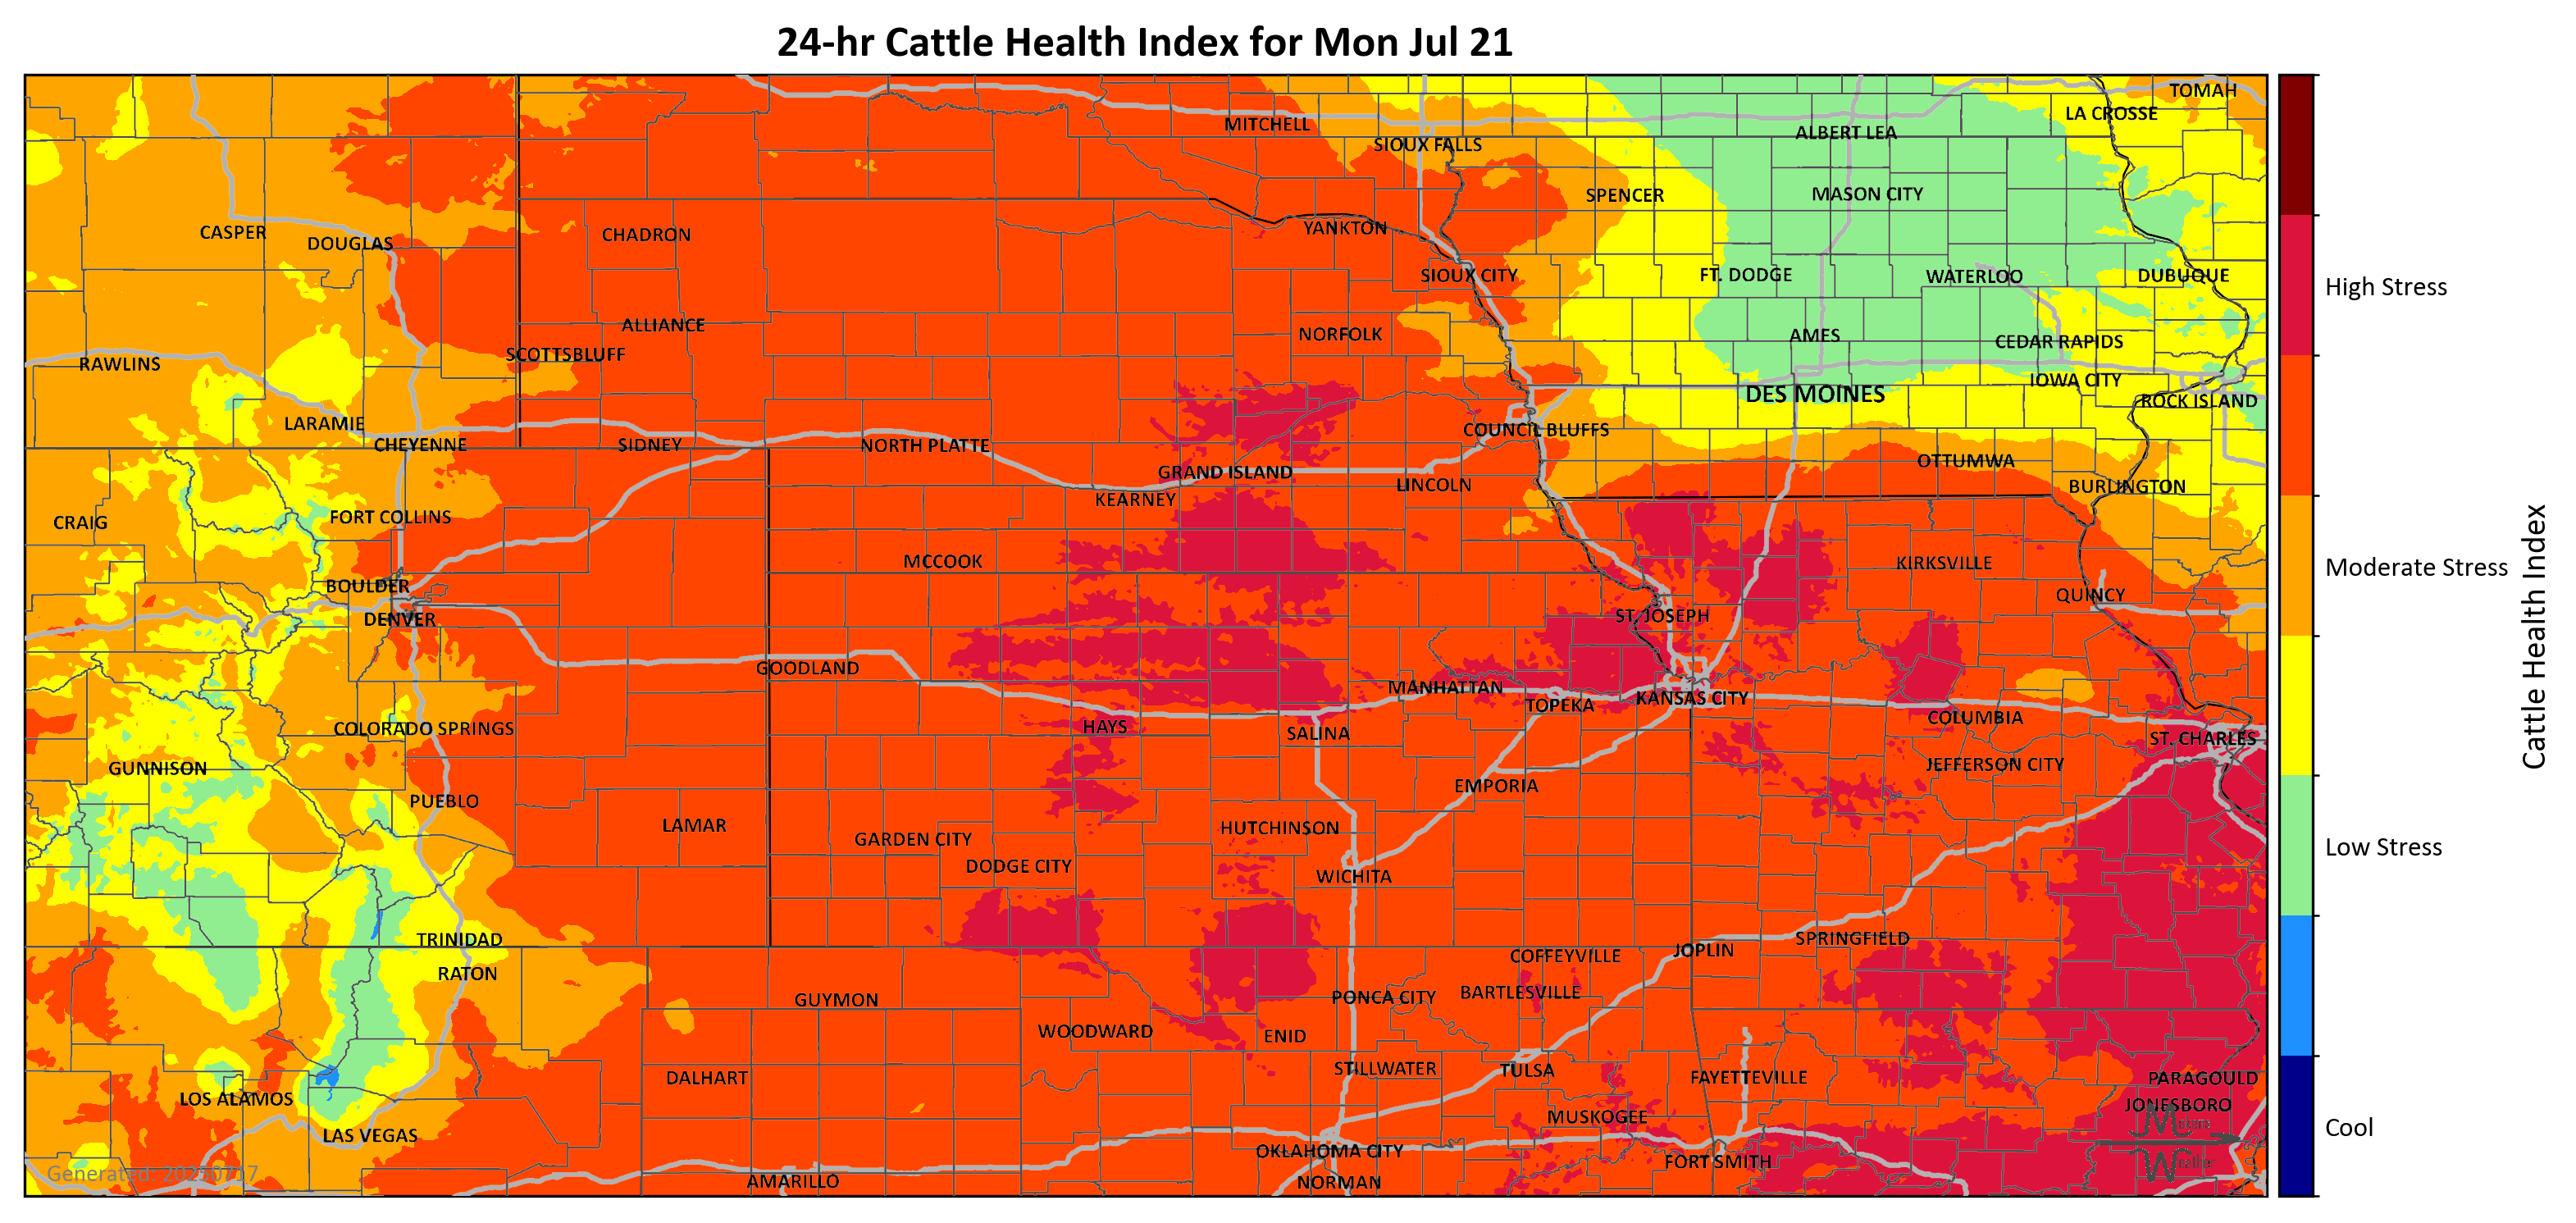 24-hr Cattle Health Index for Mon Jul 21
TOMAH
LA CROSSE
MITCHELL
ALBERT LEA
SIOUX FALLS
SPENCER
MASON CITY
CASPER
DOUGLAS
CHADRON
YANKTON
SIOUX CITY
FT. DODGE
WATERLOO
DUBUQUE
High Stress
ALLIANCE
NORFOLK
AMES
CEDAR RAPIDS
SCOTTSBLUFF
RAWLINS
IOWA CITY
DES MOINES
ROCK ISLAND
LARAMIE
COUNCIL BLUFFS
CHEYENNE
SIDNEY
NORTH PLATTE
OTTUMWA
GRAND ISLAND
LINCOLN
BURLINGTON
KEARNEY
CRAIG
FORT COLLINS
MCCOOK
KIRKSVILLE
Moderate Stress
BOULDER
QUINCY
DENVER
ST. JOSEPH
Cattle Health Index
GOODLAND
MANHATTAN
KANSAS CITY
TOPEKA
COLUMBIA
COLORADO SPRINGS
HAYS
SALINA
ST. CHARLES
GUNNISON
JEFFERSON CITY
EMPORIA
PUEBLO
LAMAR
HUTCHINSON
GARDEN CITY
Low Stress
DODGE CITY
WICHITA
TRINIDAD
SPRINGFIELD
JOPLIN
COFFEYVILLE
RATON
BARTLESVILLE
PONCA CITY
GUYMON
WOODWARD
ENID
STILLWATER
TULSA
DALHART
FAYETTEVILLE
PARAGOULD
LOS ALAMOS
JONESBORO
MUSKOGEE
Cool
LAS VEGAS
OKLAHOMA CITY
FORT SMITH
Generated: 20250717
AMARILLO
NORMAN